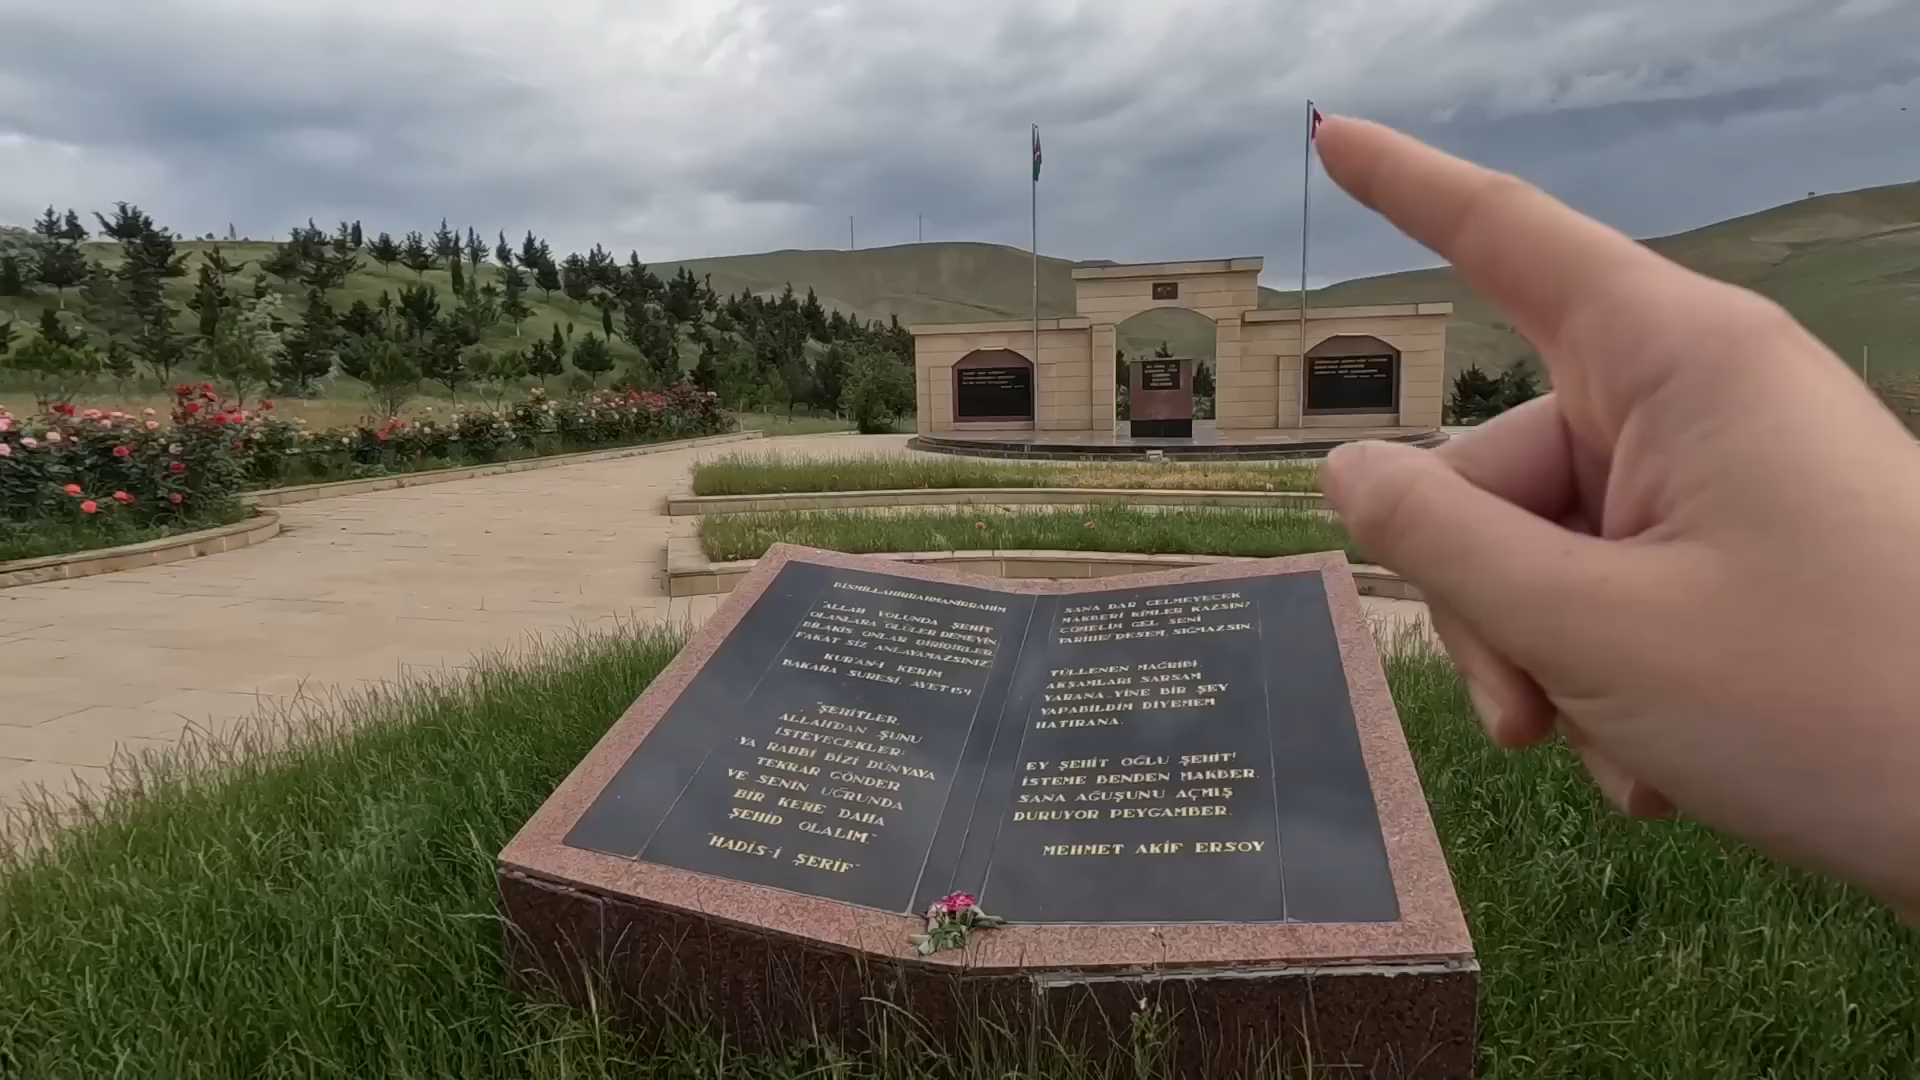 BİSMİLLAHİRRAHMANİRRAHİM
"ALLAH YOLUNDA ŞEHİT
OLANLARA ÖLÜLER DEMEYİN,
BİLAKİS ONLAR DİRİDİRLER,
FAKAT SİZ ANLAYAMAZSINIZ."
KUR'AN-I KERİM
BAKARA SURESİ, AYET 154
"ŞEHİTLER,
ALLAH'DAN ŞUNU
İSTEYECEKLER:
'YA RABBİ BİZİ DÜNYAYA
TEKRAR GÖNDER
VE SENİN UĞRUNDA
BİR KERE DAHA
ŞEHİD OLALIM."
"HADİS-İ ŞERİF"
SANA DAR GELMEYECEK
MAKBERİ KİMLER KAZSIN?
GÖMELİM GEL SENİ
TARİHE! DESEM, SIĞMAZSIN.
TÜLLENEN MAĞRİBİ,
AKŞAMLARI SARSAM
YARANA..YİNE BİR ŞEY
YAPABİLDİM DİYEMEM
HATIRANA.
EY ŞEHİT OĞLU ŞEHİT!
İSTEME BENDEN MAKBER,
SANA AĞUŞUNU AÇMIŞ
DURUYOR PEYGAMBER.
MEHMET AKİF ERSOY